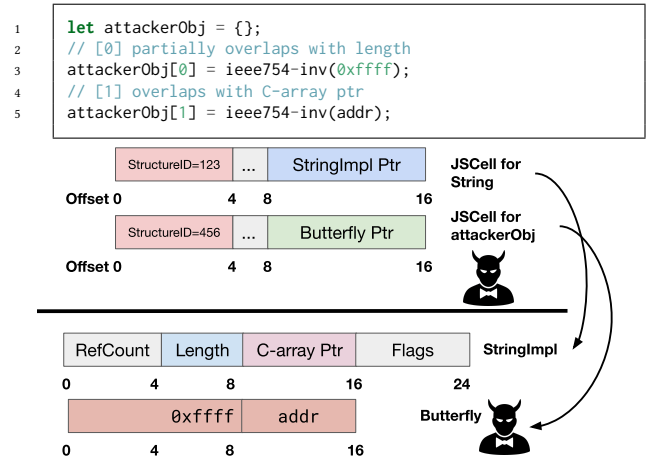 1 let attackerObj = {};
2 // [0] partially overlaps with length
3 attackerObj[0] = ieee754-inv(0xffff);
4 // [1] overlaps with C-array ptr
5 attackerObj[1] = ieee754-inv(addr);
StructureID=123 ... StringImpl Ptr
JSCell for
String
Offset 0 4 8 16
JSCell for
attackerObj
StructureID=456 ... Butterfly Ptr
Offset 0 4 8 16
RefCount Length C-array Ptr Flags StringImpl
0 4 8 16 24
0xffff addr Butterfly
0 4 8 16